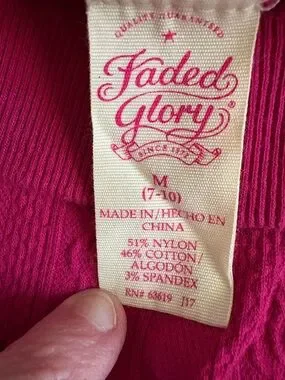 QUALITY GUARANTEED
Faded
Glory®
SINCE 1972
M
(7-10)
MADE IN/HECHO EN
CHINA
51% NYLON
46% COTTON/
ALGODÓN
3% SPANDEX
RN# 63619 J17